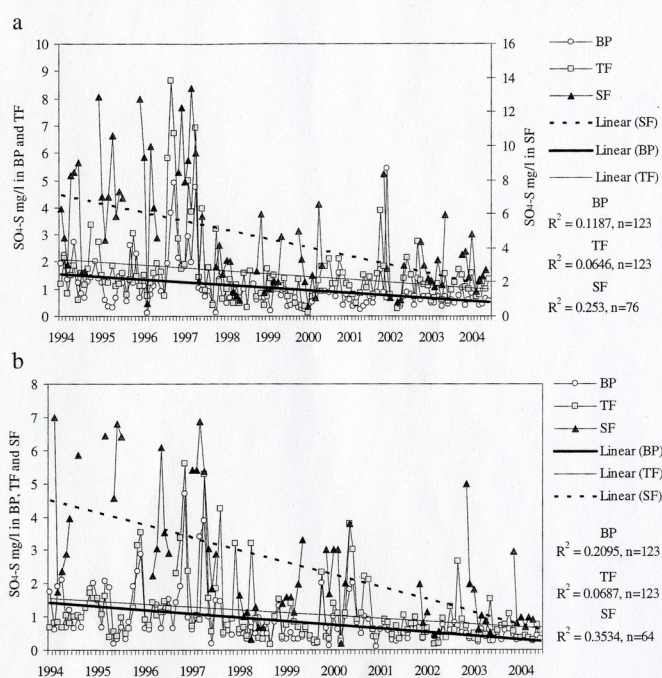 a
SO4-S mg/l in BP and TF
10
9
8
7
6
5
4
3
2
1
0
SO4-S mg/l in SF
16
14
12
10
8
6
4
2
0
1994 1995 1996 1997 1998 1999 2000 2001 2002 2003 2004
BP
TF
SF
Linear (SF)
Linear (BP)
Linear (TF)
BP
R² = 0.1187, n=123
TF
R² = 0.0646, n=123
SF
R² = 0.253, n=76
b
SO4-S mg/l in BP, TF and SF
8
7
6
5
4
3
2
1
0
1994 1995 1996 1997 1998 1999 2000 2001 2002 2003 2004
BP
TF
SF
Linear (BP)
Linear (TF)
Linear (SF)
BP
R² = 0.2095, n=123
TF
R² = 0.0687, n=123
SF
R² = 0.3534, n=64